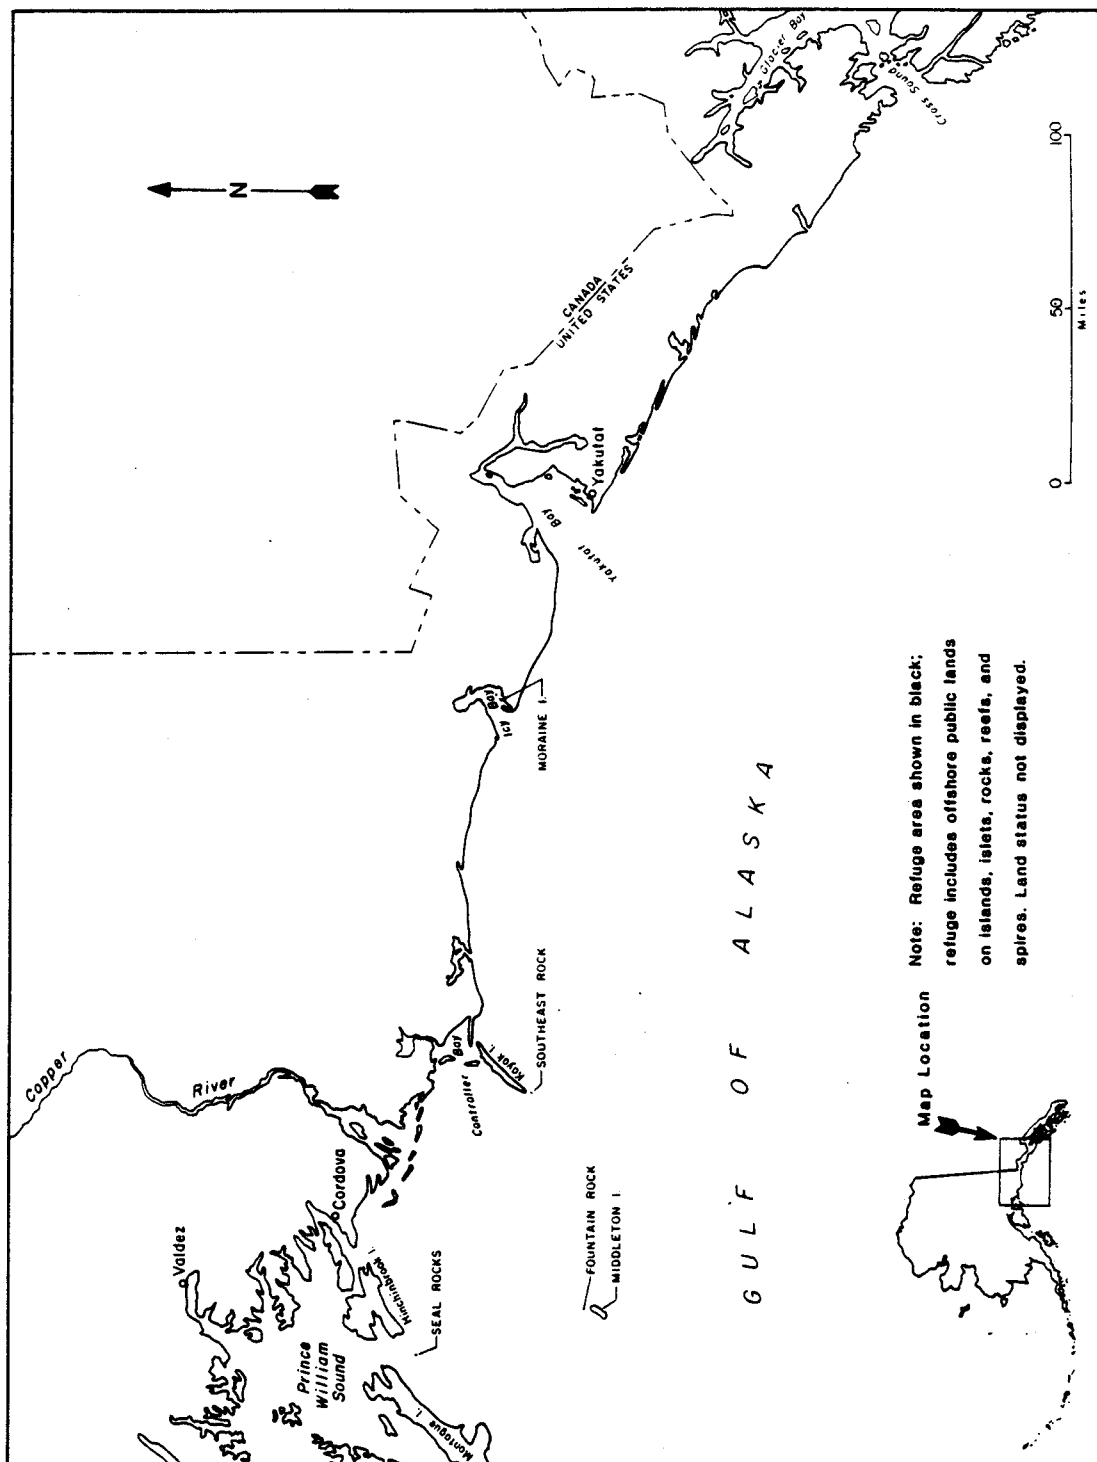 Copper
River
Valdez
Cordova
Hinchinbrook I.
SEAL ROCKS
Prince
William
Sound
Montague I.
FOUNTAIN ROCK
MIDDLETON I.
Controller
Bay
Kayak I.
SOUTHEAST ROCK
Icy
Bay
MORAINE I.
Yakutat
Bay
Yakutat
CANADA
UNITED STATES
N
Glacier Bay
Cross Sound
GULF OF ALASKA
0 50 100
Miles
Map Location
Note: Refuge area shown in black;
refuge includes offshore public lands
on islands, islets, rocks, reefs, and
spires. Land status not displayed.